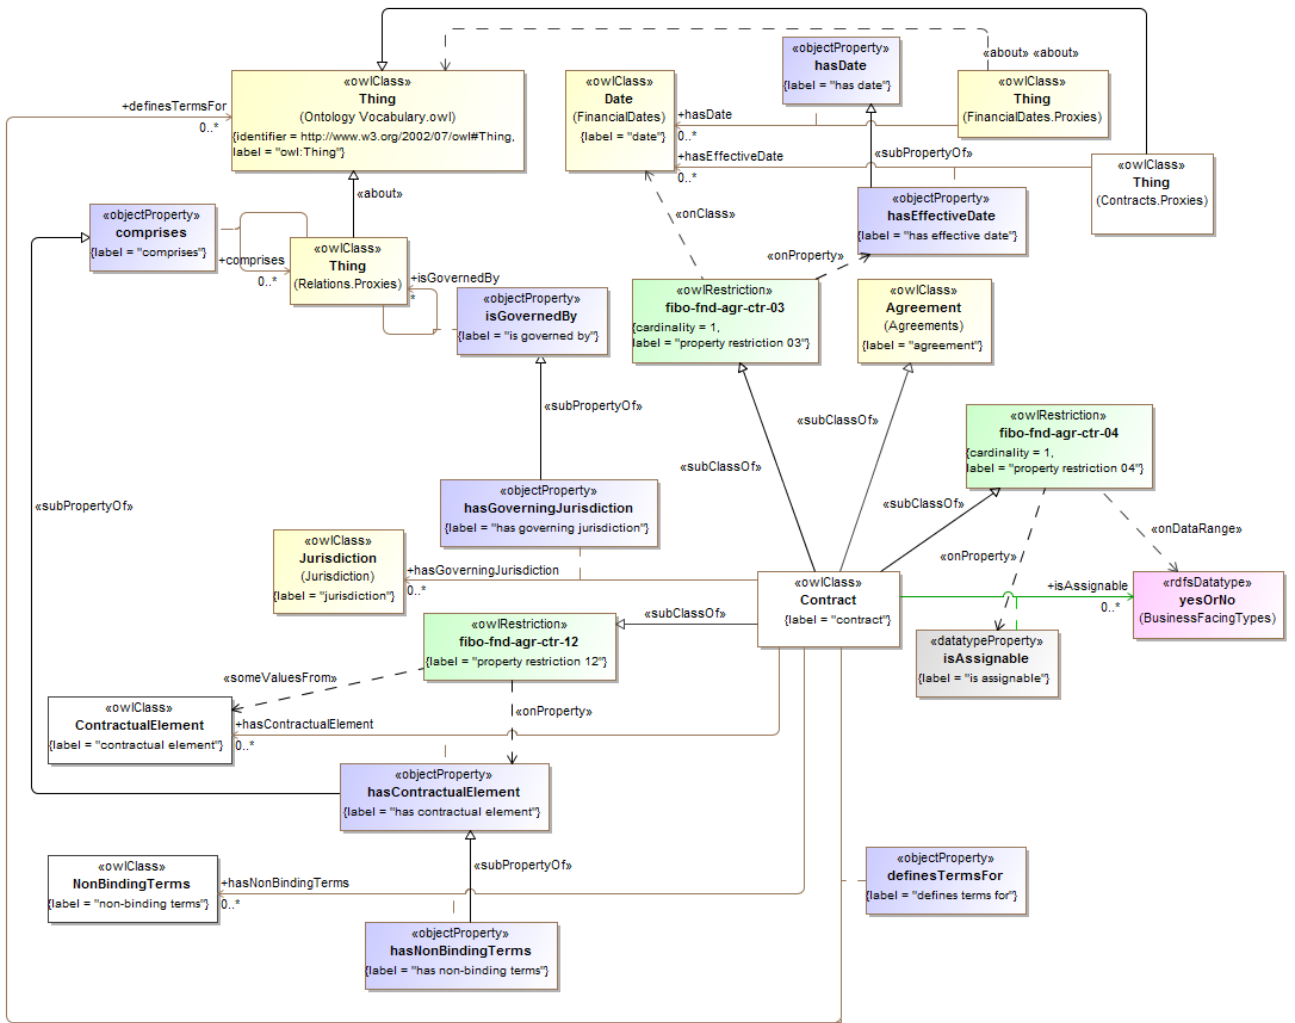 «owlClass»
Thing
(Ontology Vocabulary.owl)
{identifier = http://www.w3.org/2002/07/owl#Thing,
label = "owl:Thing"}
+definesTermsFor
0..*
«owlClass»
Date
(FinancialDates)
{label = "date"}
«objectProperty»
hasDate
{label = "has date"}
«about»
«about»
«owlClass»
Thing
(FinancialDates.Proxies)
+hasDate
0..*
+hasEffectiveDate
0..*
«subPropertyOf»
«owlClass»
Thing
(Contracts.Proxies)
«about»
«objectProperty»
comprises
{label = "comprises"}
+comprises
0..*
«owlClass»
Thing
(Relations.Proxies)
+isGovernedBy
*
«objectProperty»
isGovernedBy
{label = "is governed by"}
«onClass»
«objectProperty»
hasEffectiveDate
{label = "has effective date"}
«onProperty»
«owlRestriction»
fibo-fnd-agr-ctr-03
{cardinality = 1,
label = "property restriction 03"}
«owlClass»
Agreement
(Agreements)
{label = "agreement"}
«subPropertyOf»
«subClassOf»
«subClassOf»
«owlRestriction»
fibo-fnd-agr-ctr-04
{cardinality = 1,
label = "property restriction 04"}
«subClassOf»
«subPropertyOf»
«objectProperty»
hasGoverningJurisdiction
{label = "has governing jurisdiction"}
«onDataRange»
«onProperty»
«owlClass»
Jurisdiction
(Jurisdiction)
{label = "jurisdiction"}
+hasGoverningJurisdiction
0..*
«owlClass»
Contract
{label = "contract"}
+isAssignable
0..*
«rdfsDatatype»
yesOrNo
(BusinessFacingTypes)
«subClassOf»
«owlRestriction»
fibo-fnd-agr-ctr-12
{label = "property restriction 12"}
«datatypeProperty»
isAssignable
{label = "is assignable"}
«someValuesFrom»
«onProperty»
«owlClass»
ContractualElement
{label = "contractual element"}
+hasContractualElement
0..*
«objectProperty»
hasContractualElement
{label = "has contractual element"}
«subPropertyOf»
«owlClass»
NonBindingTerms
{label = "non-binding terms"}
+hasNonBindingTerms
0..*
«objectProperty»
definesTermsFor
{label = "defines terms for"}
«objectProperty»
hasNonBindingTerms
{label = "has non-binding terms"}